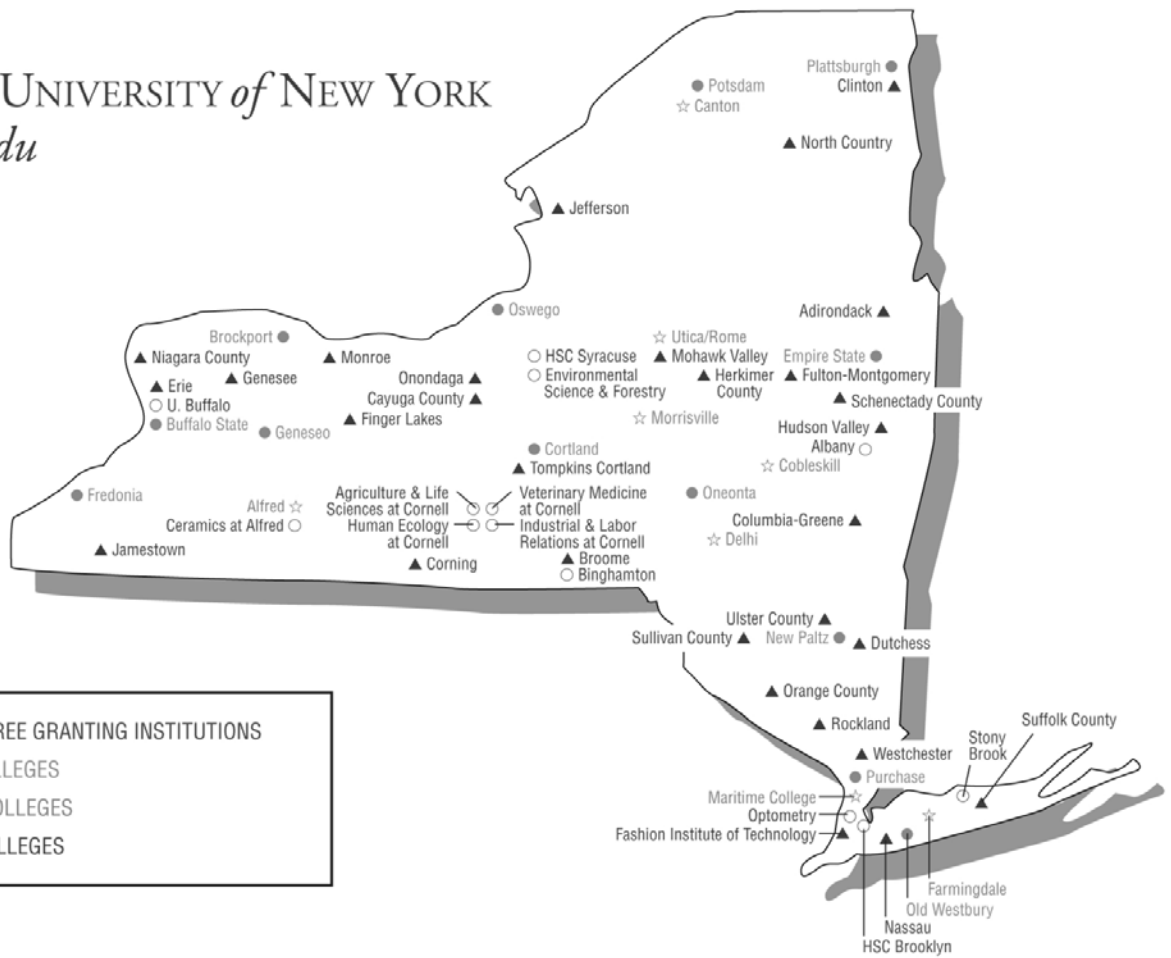 UNIVERSITY of NEW YORK
du
Plattsburgh
Clinton
Potsdam
Canton
North Country
Jefferson
Oswego
Adirondack
Brockport
Utica/Rome
Niagara County
Monroe
HSC Syracuse
Mohawk Valley
Empire State
Erie
Genesee
Onondaga
Environmental
Science & Forestry
Herkimer
County
Fulton-Montgomery
U. Buffalo
Cayuga County
Schenectady County
Buffalo State
Geneseo
Finger Lakes
Morrisville
Hudson Valley
Albany
Cortland
Tompkins Cortland
Cobleskill
Fredonia
Alfred
Ceramics at Alfred
Agriculture & Life
Sciences at Cornell
Human Ecology
at Cornell
Veterinary Medicine
at Cornell
Industrial & Labor
Relations at Cornell
Oneonta
Columbia-Greene
Delhi
Jamestown
Corning
Broome
Binghamton
Ulster County
Sullivan County
New Paltz
Dutchess
Orange County
Rockland
Westchester
Purchase
Stony
Brook
Suffolk County
Maritime College
Optometry
Fashion Institute of Technology
Farmingdale
Old Westbury
Nassau
HSC Brooklyn
REE GRANTING INSTITUTIONS
LLEGES
OLLEGES
LLEGES